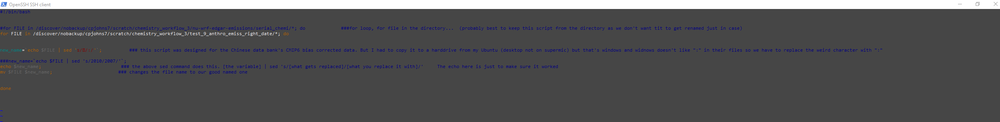 OpenSSH SSH client
#!/bin/bash
#for FILE in /discover/nobackup/cpjohns7/scratch/chemistry_workflow_3/nu-wrf-edgar-emissions/serial_chemi/*; do ###for loop, for file in the directory... (probably best to keep this script from the directory as we don't want tit to get renamed just in case)
for FILE in /discover/nobackup/cpjohns7/scratch/chemistry_workflow_3/test_9_anthro_emiss_right_date/*; do
new_name=`echo $FILE | sed 's//:/'`; ### this script was designed for the Chinese data bank's CMIP6 bias corrected data. But I had to copy it to a harddrive from my Ubuntu (desktop not on supermic) but that's windows and widnows doesn't like ":" in their files so we have to replace the weird character with ":"
###new_name=`echo $FILE | sed 's/2010/2007/'`;
echo $new_name; ### the above sed command does this. [the variable] | sed 's/[what gets replaced]/[what you replace it with]/' The echo here is just to make sure it worked
mv $FILE $new_name; ### changes the file name to our good named one
done
~
~
~